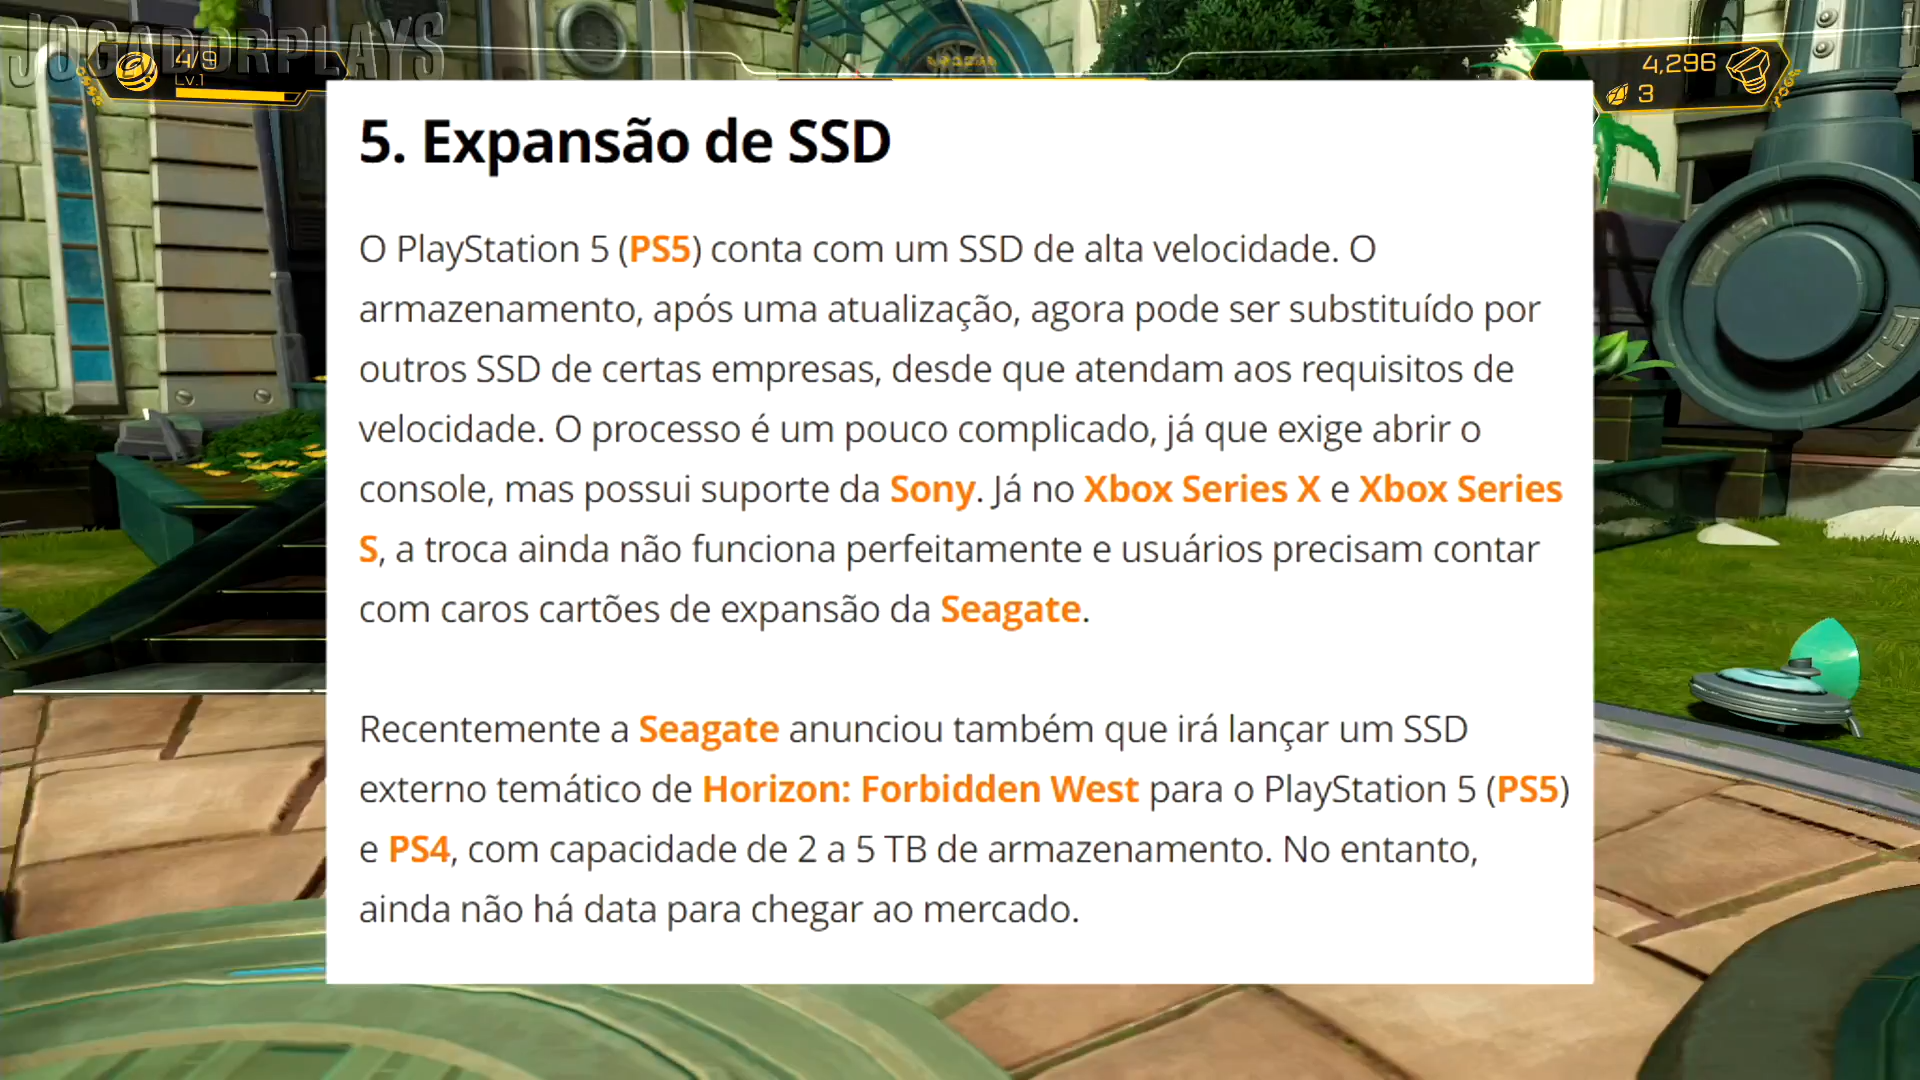 JOGADORPLAYS
4/9
Lv.1
4,296
3
5. Expansão de SSD
O PlayStation 5 (PS5) conta com um SSD de alta velocidade. O
armazenamento, após uma atualização, agora pode ser substituído por
outros SSD de certas empresas, desde que atendam aos requisitos de
velocidade. O processo é um pouco complicado, já que exige abrir o
console, mas possui suporte da Sony. Já no Xbox Series X e Xbox Series
S, a troca ainda não funciona perfeitamente e usuários precisam contar
com caros cartões de expansão da Seagate.
Recentemente a Seagate anunciou também que irá lançar um SSD
externo temático de Horizon: Forbidden West para o PlayStation 5 (PS5)
e PS4, com capacidade de 2 a 5 TB de armazenamento. No entanto,
ainda não há data para chegar ao mercado.